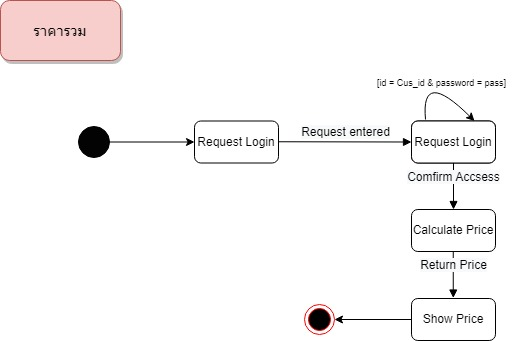 ราคารวม
[id = Cus_id & password = pass]
Request Login
Request entered
Request Login
Comfirm Accsess
Calculate Price
Return Price
Show Price